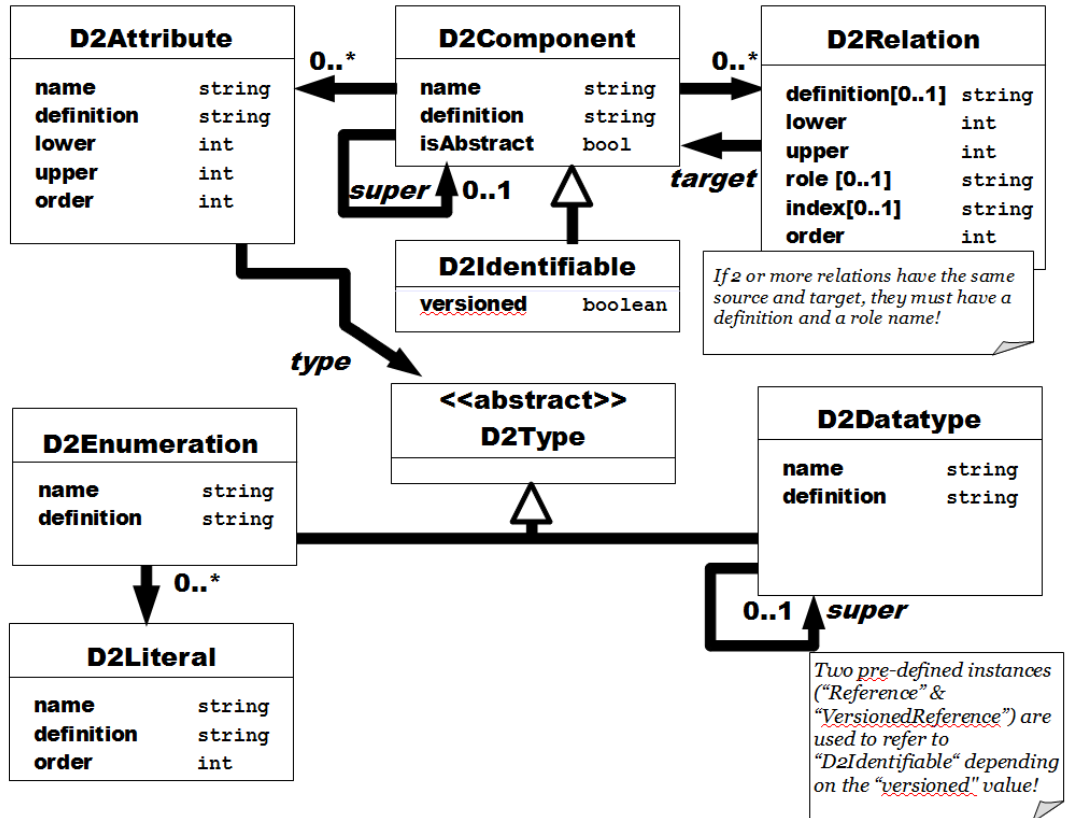 D2Attribute
name string
definition string
lower int
upper int
order int
0..*
D2Component
name string
definition string
isAbstract bool
super 0..1
0..*
target
D2Relation
definition[0..1] string
lower int
upper int
role [0..1] string
index[0..1] string
order int
If 2 or more relations have the same
source and target, they must have a
definition and a role name!
D2Identifiable
versioned boolean
type
<<abstract>>
D2Type
D2Enumeration
name string
definition string
0..*
D2Literal
name string
definition string
order int
D2Datatype
name string
definition string
0..1 super
Two pre-defined instances
(“Reference” &
“VersionedReference”) are
used to refer to
“D2Identifiable“ depending
on the “versioned" value!